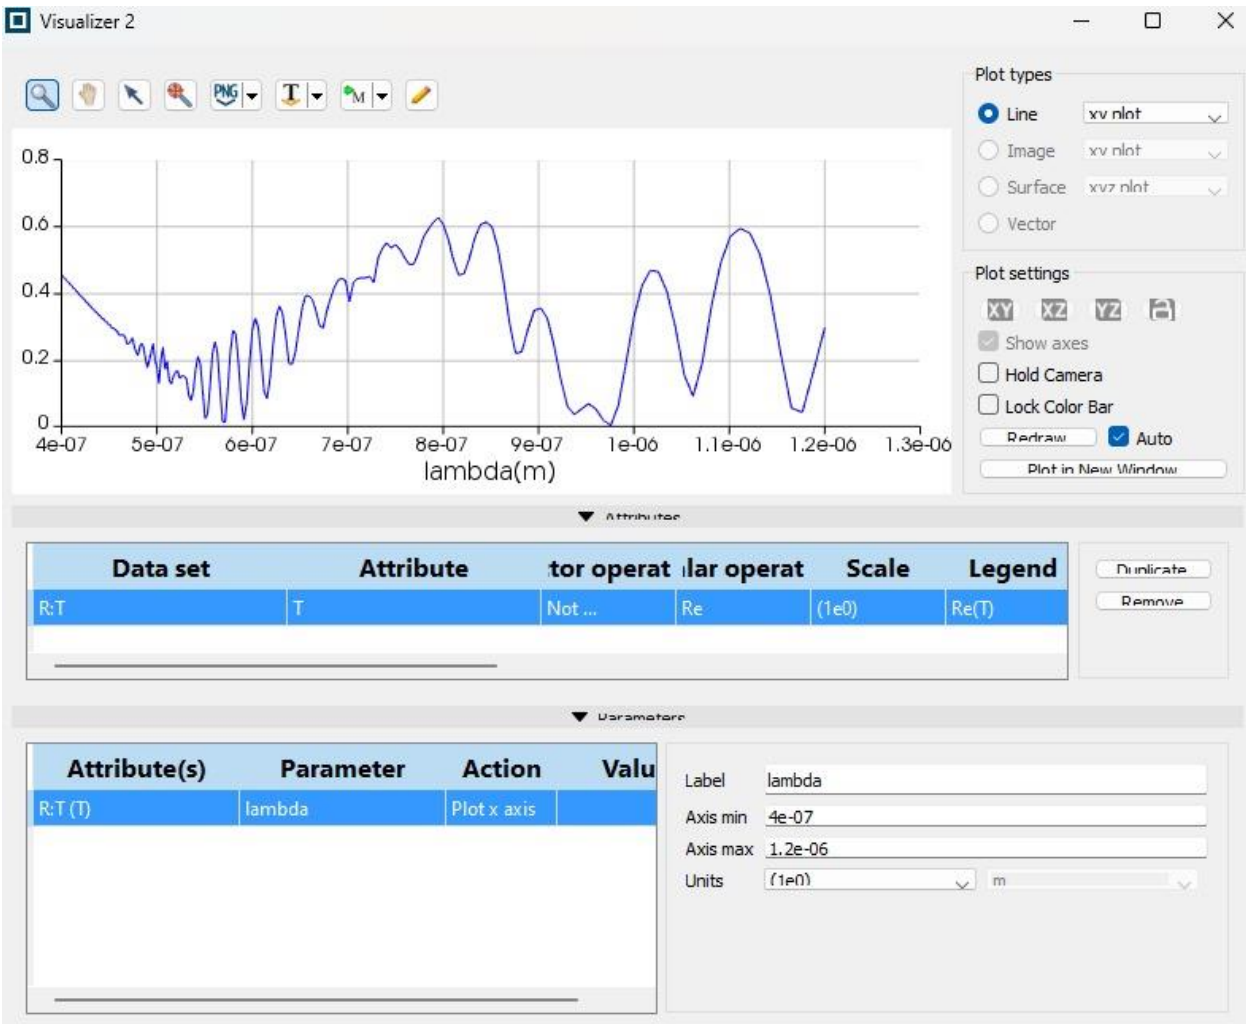 Visualizer 2
PNG
T
M
Plot types
Line
xy plot
Image
xy plot
Surface
xyz plot
Vector
0.8
0.6
0.4
0.2
0
4e-07 5e-07 6e-07 7e-07 8e-07 9e-07 1e-06 1.1e-06 1.2e-06 1.3e-06
lambda(m)
Plot settings
XY XZ YZ
Show axes
Hold Camera
Lock Color Bar
Redraw
Auto
Plot in New Window
Attributes
Data set Attribute tor operat lar operat Scale Legend
R:T T Not ... Re (1e0) Re(T)
Duplicate
Remove
Parameters
Attribute(s) Parameter Action Valu
R:T (T) lambda Plot x axis
Label lambda
Axis min 4e-07
Axis max 1.2e-06
Units (1e0) m